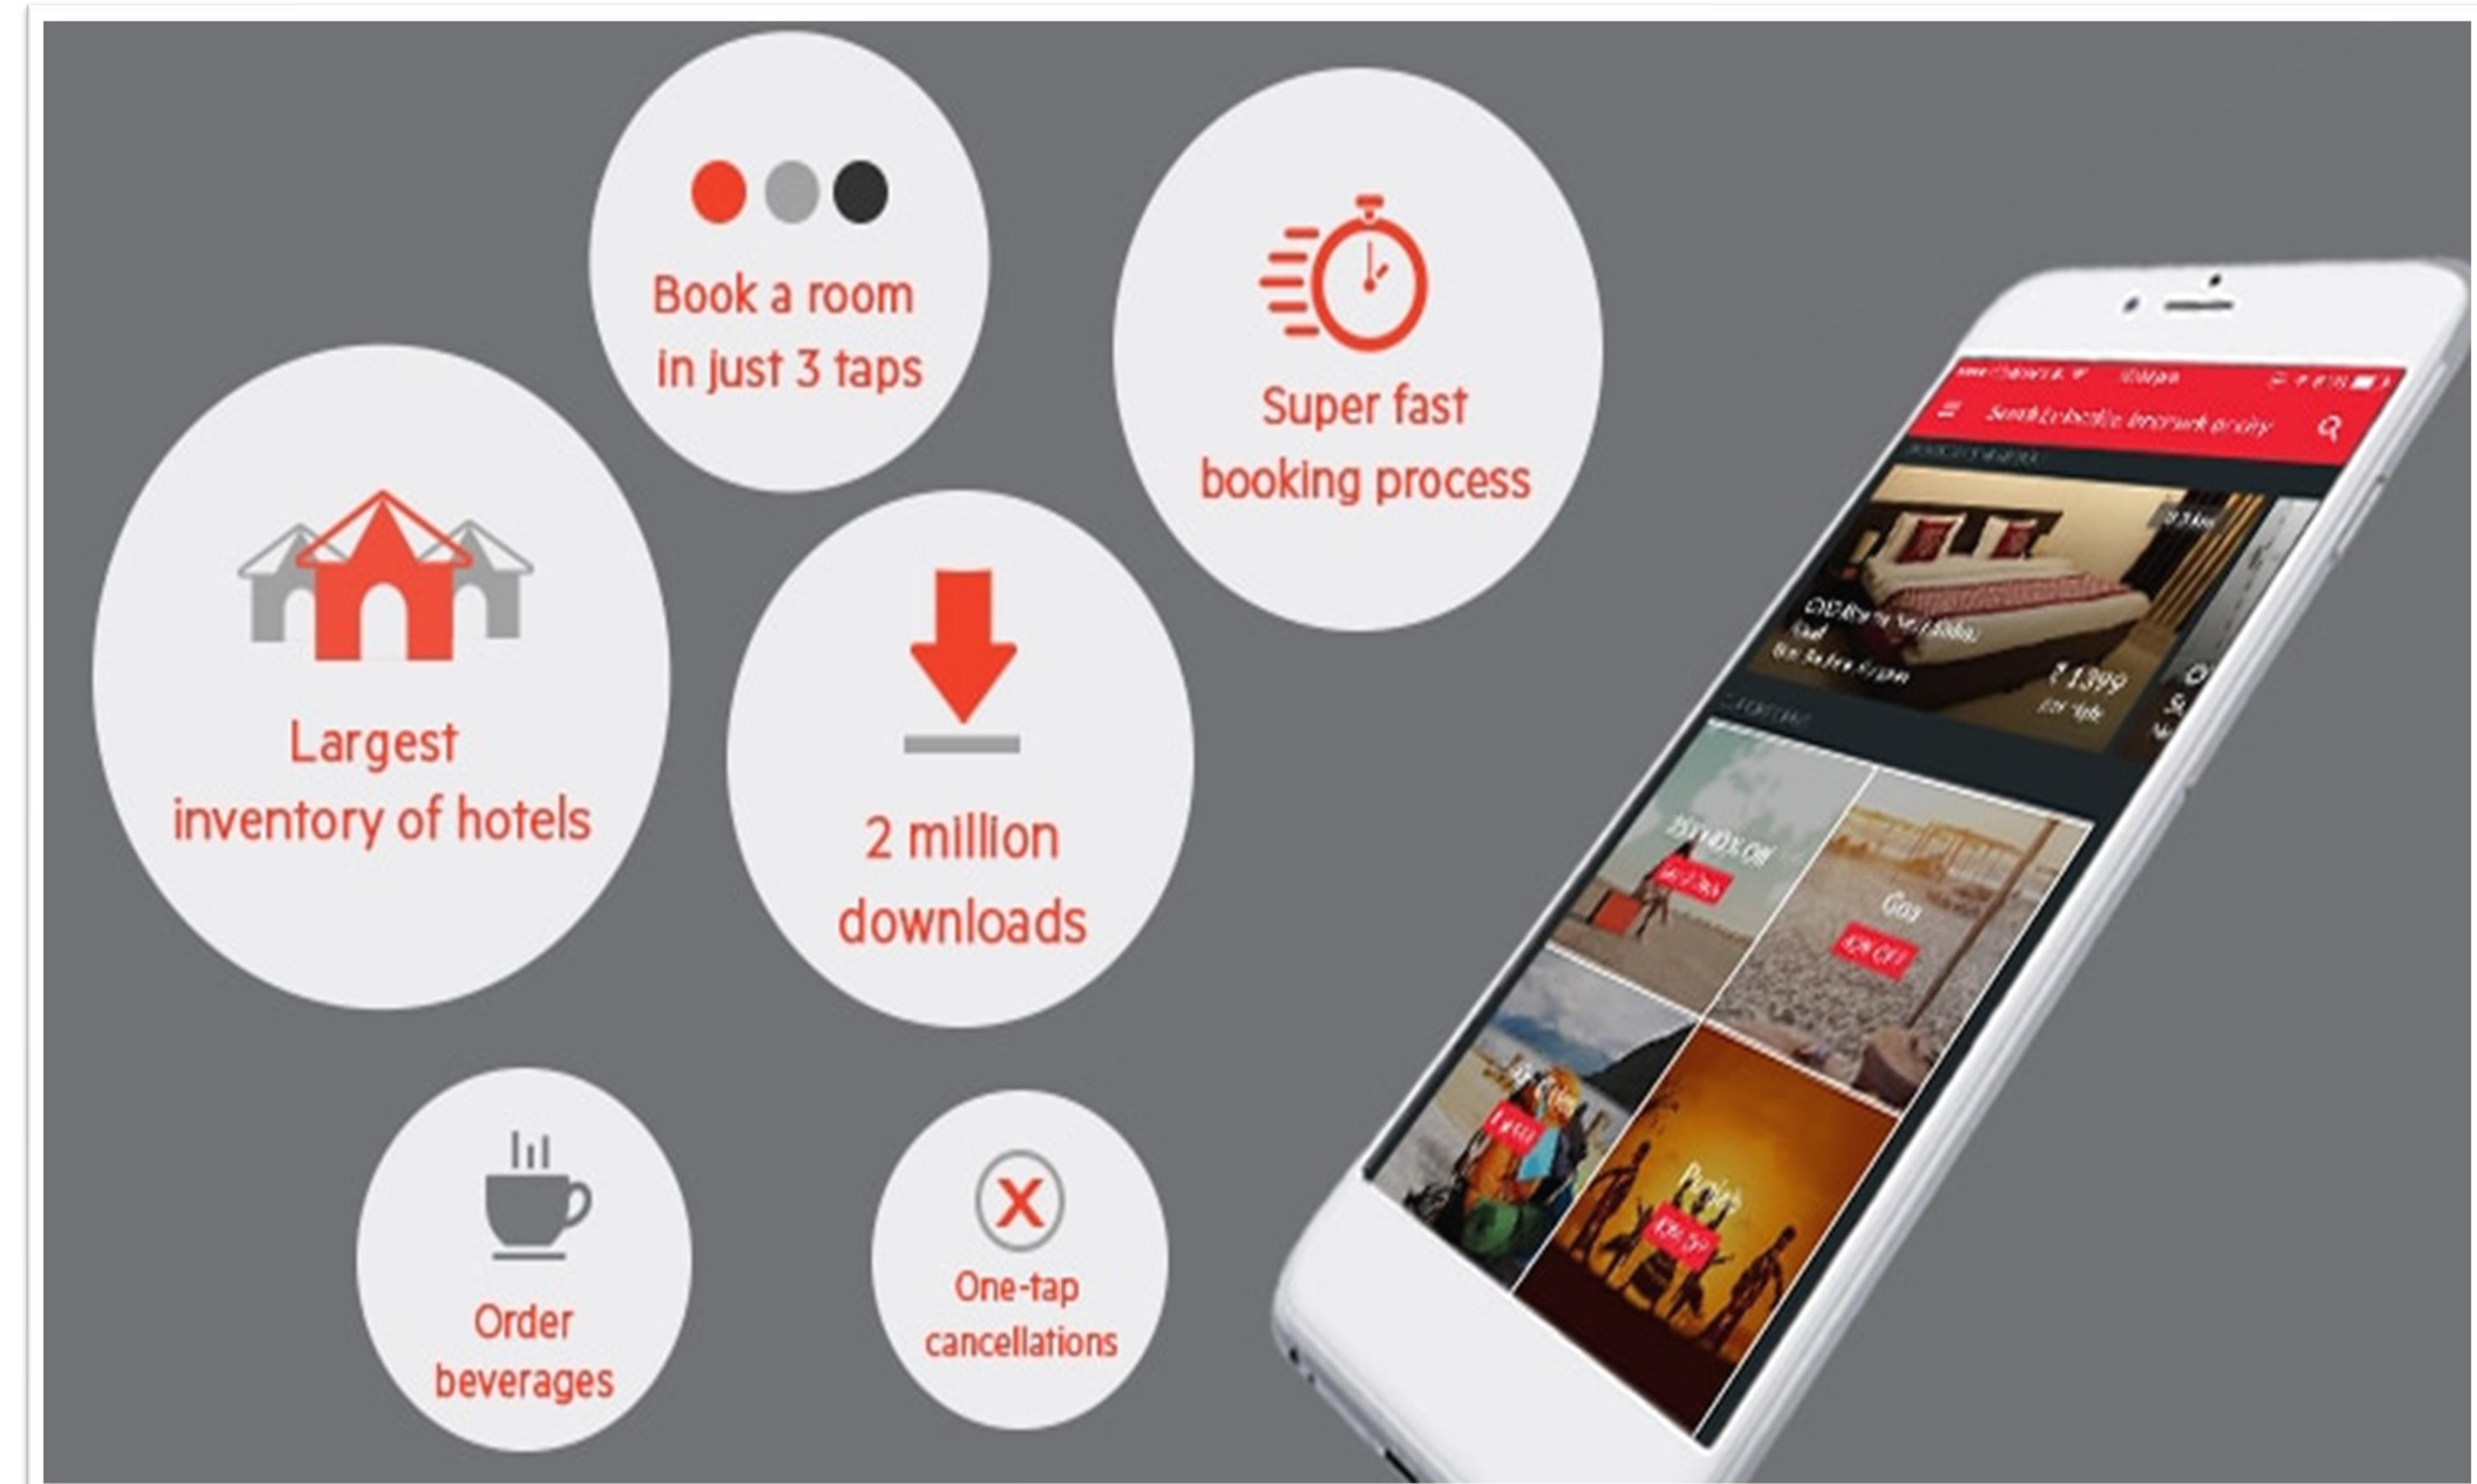 Book a room
in just 3 taps
Super fast
booking process
Largest
inventory of hotels
2 million
downloads
Order
beverages
One-tap
cancellations
₹ 1399
Goa
Punjab